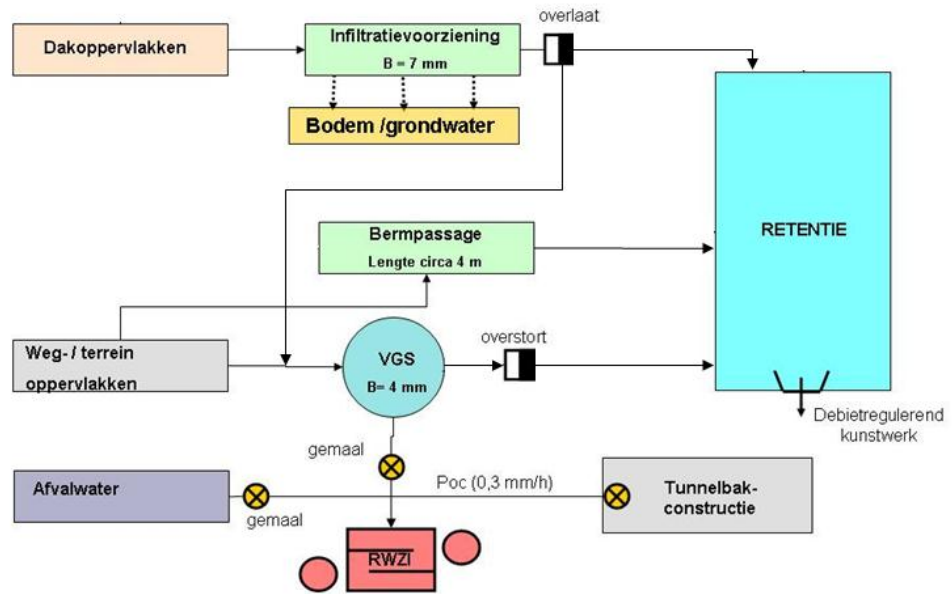 overlaat
Dakoppervlakken
Infiltratievoorziening
B = 7 mm
Bodem /grondwater
Bermpassage
Lengte circa 4 m
RETENTIE
Weg- / terrein
oppervlakken
VGS
B= 4 mm
overstort
Debietregulerend
kunstwerk
gemaal
Afvalwater
gemaal
Poc (0,3 mm/h)
Tunnelbak-
constructie
RWZI